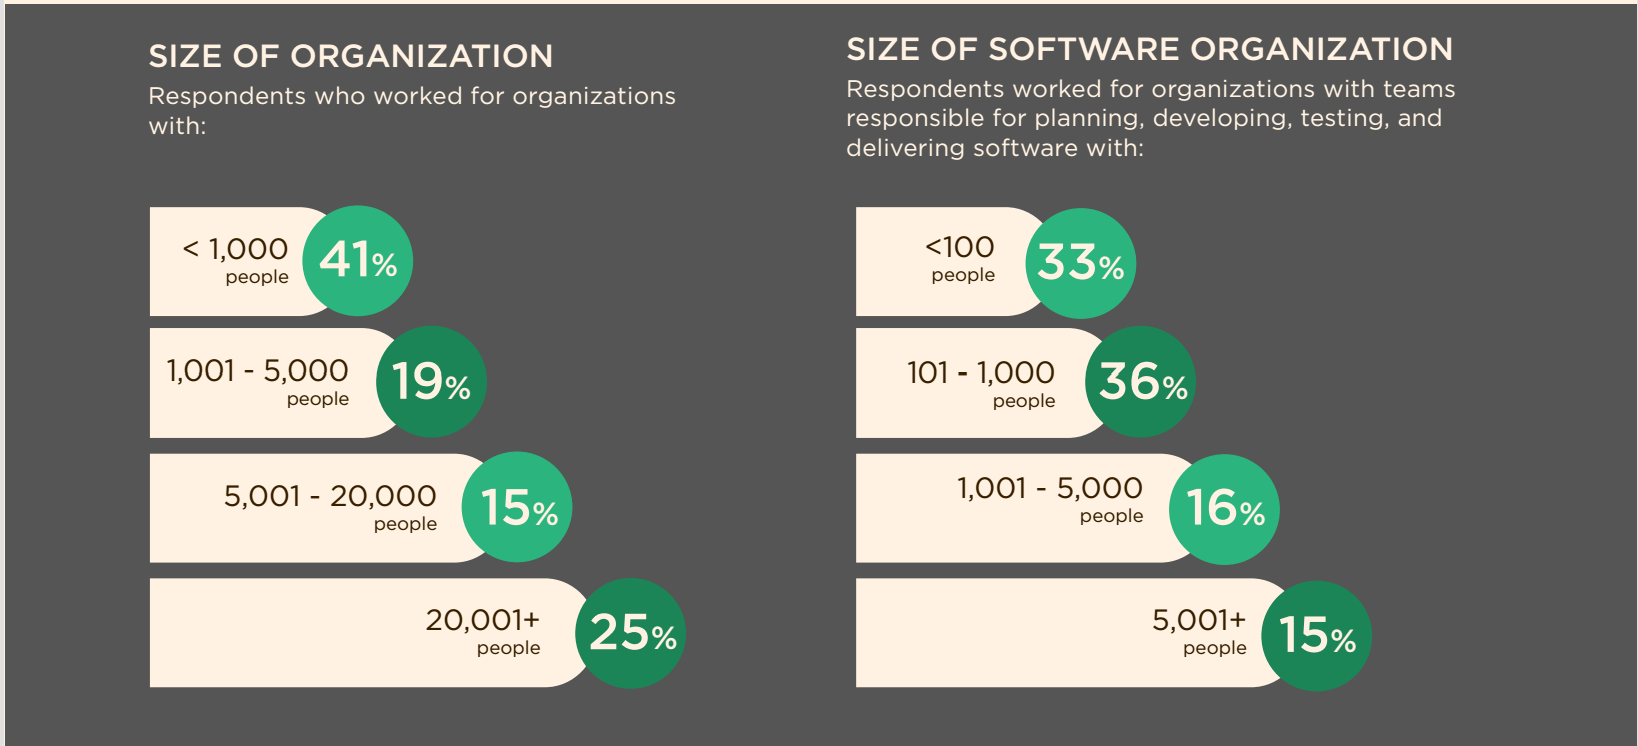 SIZE OF ORGANIZATION
Respondents who worked for organizations
with:
< 1,000
people
41%
1,001 - 5,000
people
19%
5,001 - 20,000
people
15%
20,001+
people
25%
SIZE OF SOFTWARE ORGANIZATION
Respondents worked for organizations with teams
responsible for planning, developing, testing, and
delivering software with:
<100
people
33%
101 - 1,000
people
36%
1,001 - 5,000
people
16%
5,001+
people
15%